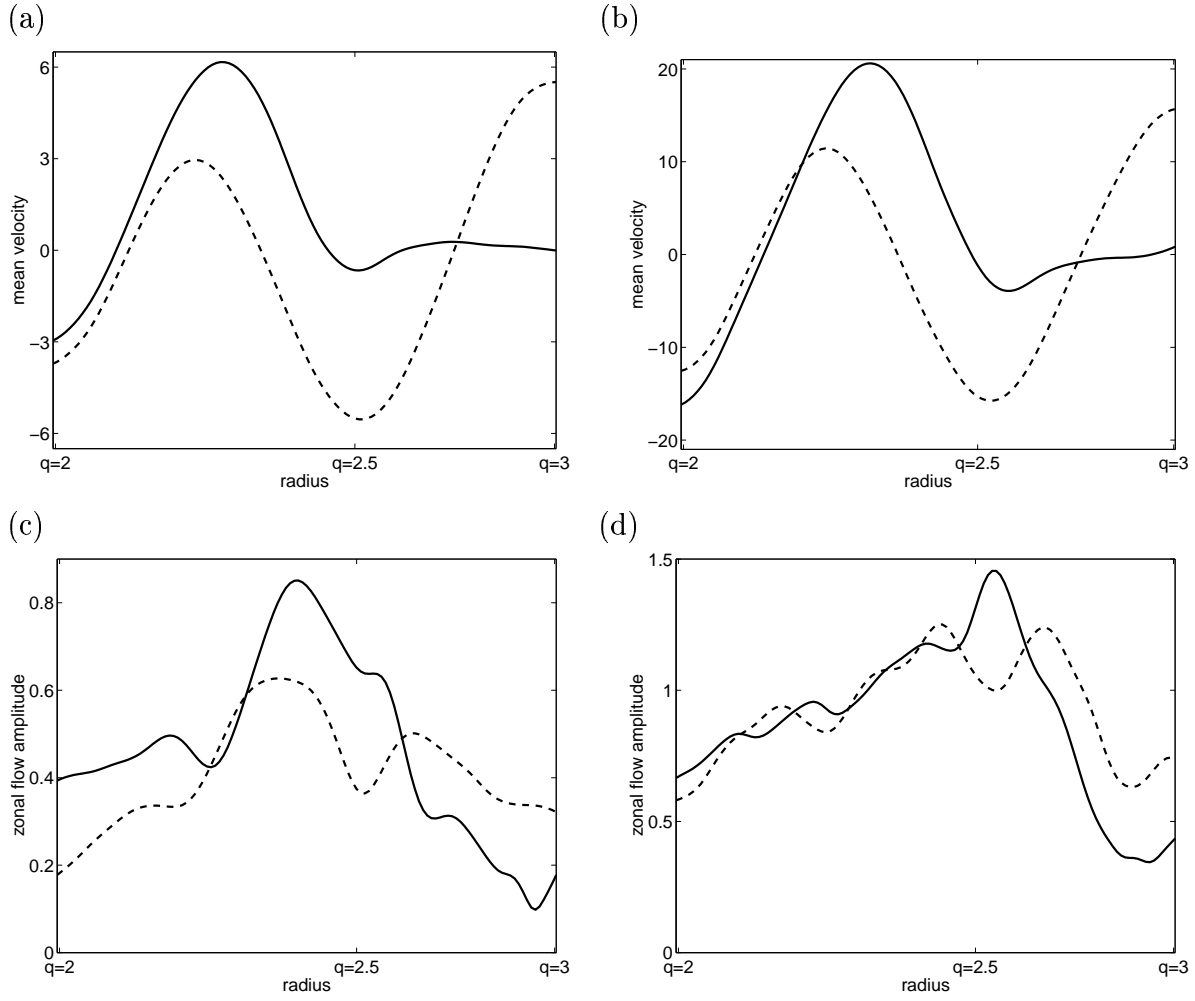 (a)
6
3
0
−3
−6
mean velocity
q=2
q=2.5
q=3
radius
(b)
20
10
0
−10
−20
mean velocity
q=2
q=2.5
q=3
radius
(c)
0.8
0.6
0.4
0.2
0
zonal flow amplitude
q=2
q=2.5
q=3
radius
(d)
1.5
1
0.5
0
zonal flow amplitude
q=2
q=2.5
q=3
radius